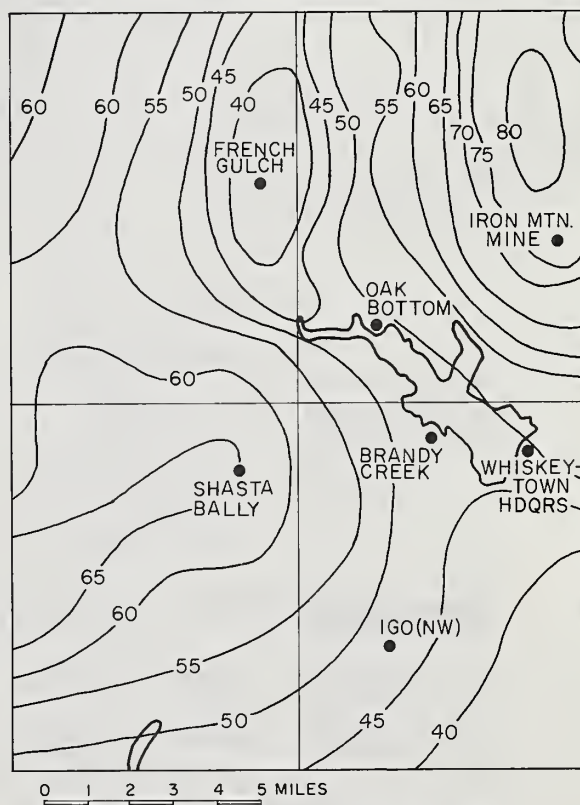 60
60
55
50
45
40
45
50
55
60
65
70
75
80
FRENCH
GULCH
IRON MTN.
MINE
OAK
BOTTOM
60
BRANDY
CREEK
WHISKEY-
TOWN
HDQRS
SHASTA
BALLY
65
60
IGO (NW)
55
50
45
40
0 1 2 3 4 5 MILES